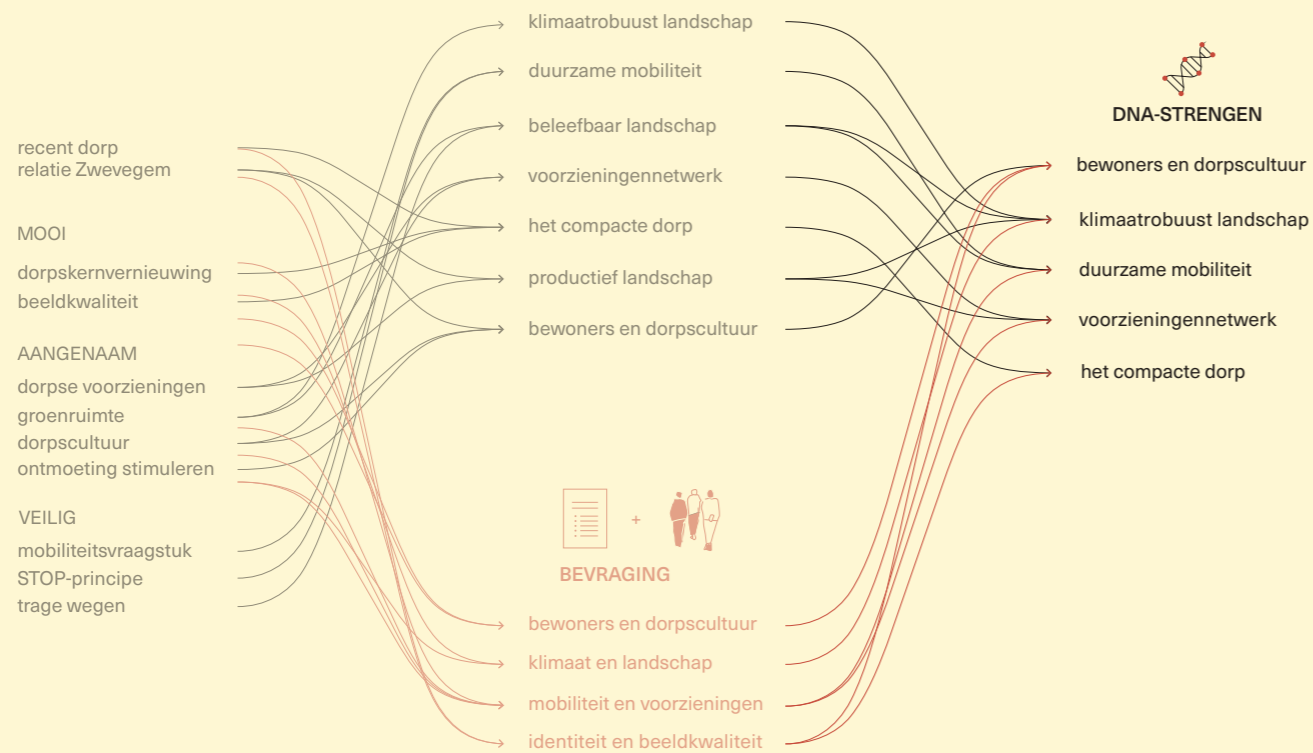 recent dorp
relatie Zwevegem
MOOI
dorpskernvernieuwing
beeldkwaliteit
AANGENAAM
dorpse voorzieningen
groenruimte
dorpscultuur
ontmoeting stimuleren
VEILIG
mobiliteitsvraagstuk
STOP-principe
trage wegen
klimaatrobuust landschap
duurzame mobiliteit
beleefbaar landschap
voorzieningennetwerk
het compacte dorp
productief landschap
bewoners en dorpscultuur
+
BEVRAGING
bewoners en dorpscultuur
klimaat en landschap
mobiliteit en voorzieningen
identiteit en beeldkwaliteit
DNA-STRENGEN
bewoners en dorpscultuur
klimaatrobuust landschap
duurzame mobiliteit
voorzieningennetwerk
het compacte dorp